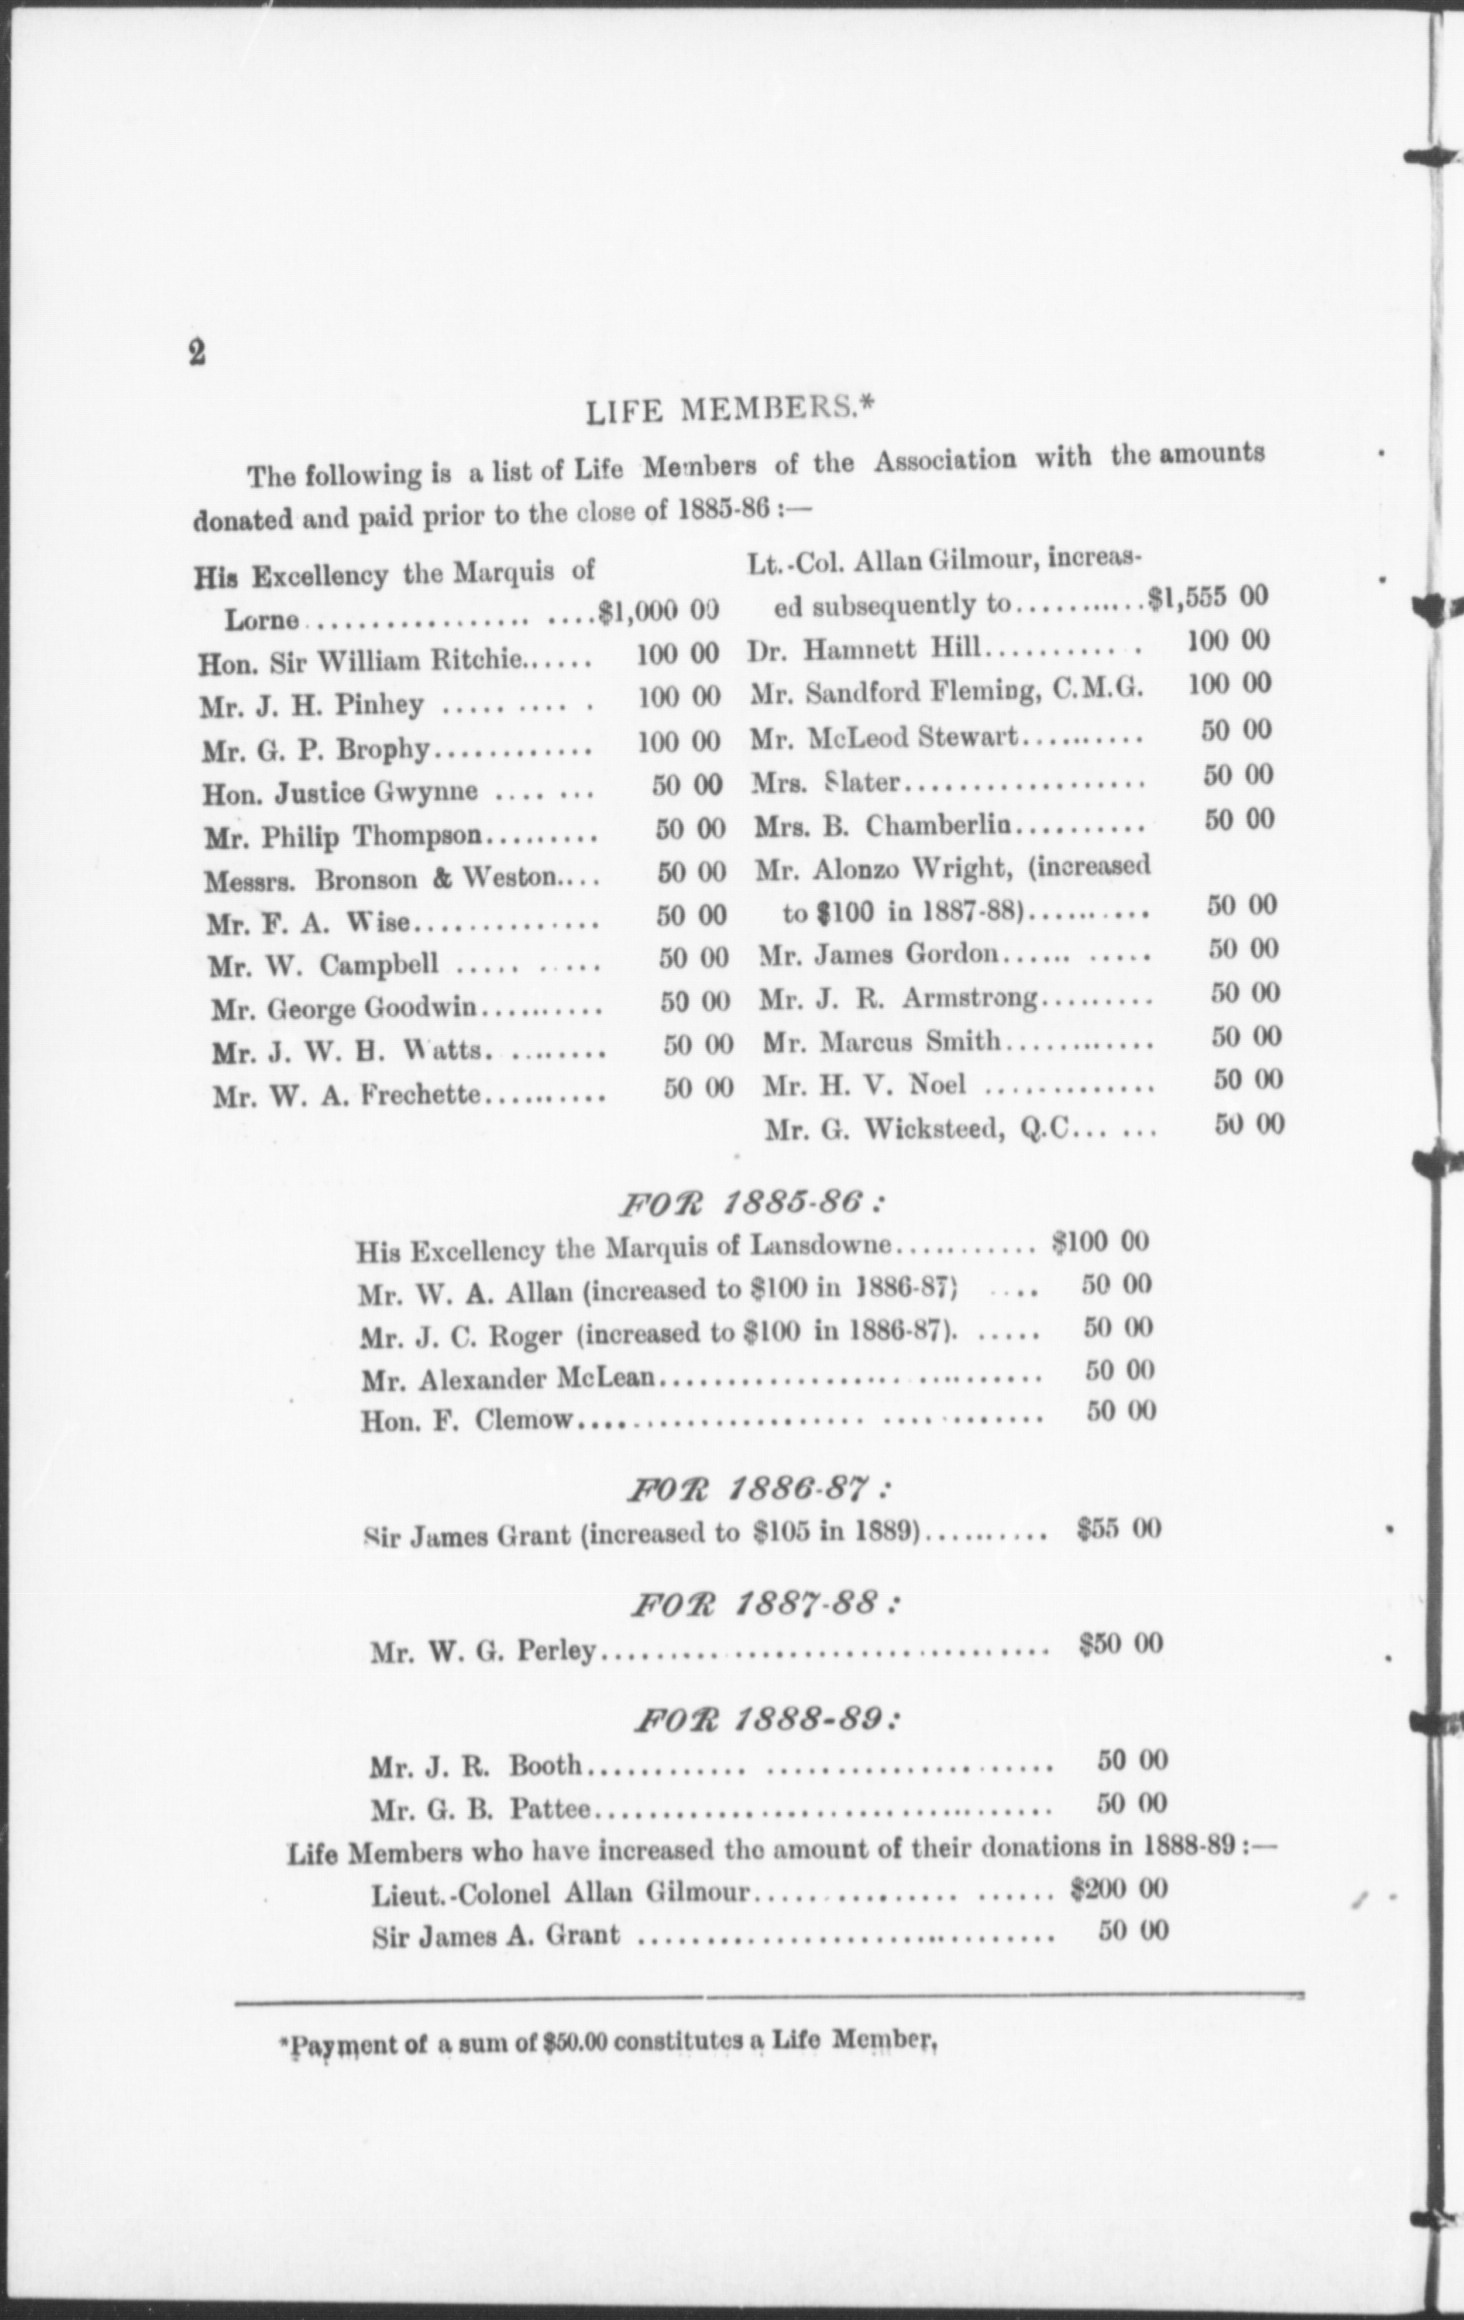 2
LIFE MEMBERS.*
The following is a list of Life Members of the Association with the amounts
donated and paid prior to the close of 1885-86 :—
His Excellency the Marquis of
Lorne.....................$1,000 00
Hon. Sir William Ritchie...... 100 00
Mr. J. H. Pinhey .......... . 100 00
Mr. G. P. Brophy............ 100 00
Hon. Justice Gwynne ....... 50 00
Mr. Philip Thompson......... 50 00
Messrs. Bronson & Weston.... 50 00
Mr. F. A. Wise.............. 50 00
Mr. W. Campbell .......... 50 00
Mr. George Goodwin.......... 50 00
Mr. J. W. H. Watts. ........ 50 00
Mr. W. A. Frechette.......... 50 00
Lt.-Col. Allan Gilmour, increas-
ed subsequently to..........$1,555 00
Dr. Hamnett Hill........... . 100 00
Mr. Sandford Fleming, C.M.G. 100 00
Mr. McLeod Stewart.......... 50 00
Mrs. Slater.................. 50 00
Mrs. B. Chamberlin.......... 50 00
Mr. Alonzo Wright, (increased
to $100 in 1887-88).......... 50 00
Mr. James Gordon........... 50 00
Mr. J. R. Armstrong......... 50 00
Mr. Marcus Smith............ 50 00
Mr. H. V. Noel ............. 50 00
Mr. G. Wicksteed, Q.C... ... 50 00
FOR 1885-86 :
His Excellency the Marquis of Lansdowne........... $100 00
Mr. W. A. Allan (increased to $100 in 1886-87) .... 50 00
Mr. J. C. Roger (increased to $100 in 1886-87). ..... 50 00
Mr. Alexander McLean............................ 50 00
Hon. F. Clemow.................................. 50 00
FOR 1886-87 :
Sir James Grant (increased to $105 in 1889).......... $55 00
FOR 1887-88 :
Mr. W. G. Perley................................. $50 00
FOR 1888-89 :
Mr. J. R. Booth.................................. 50 00
Mr. G. B. Pattee................................. 50 00
Life Members who have increased the amount of their donations in 1888-89 :—
Lieut.-Colonel Allan Gilmour..................... $200 00
Sir James A. Grant .............................. 50 00
*Payment of a sum of $50.00 constitutes a Life Member.